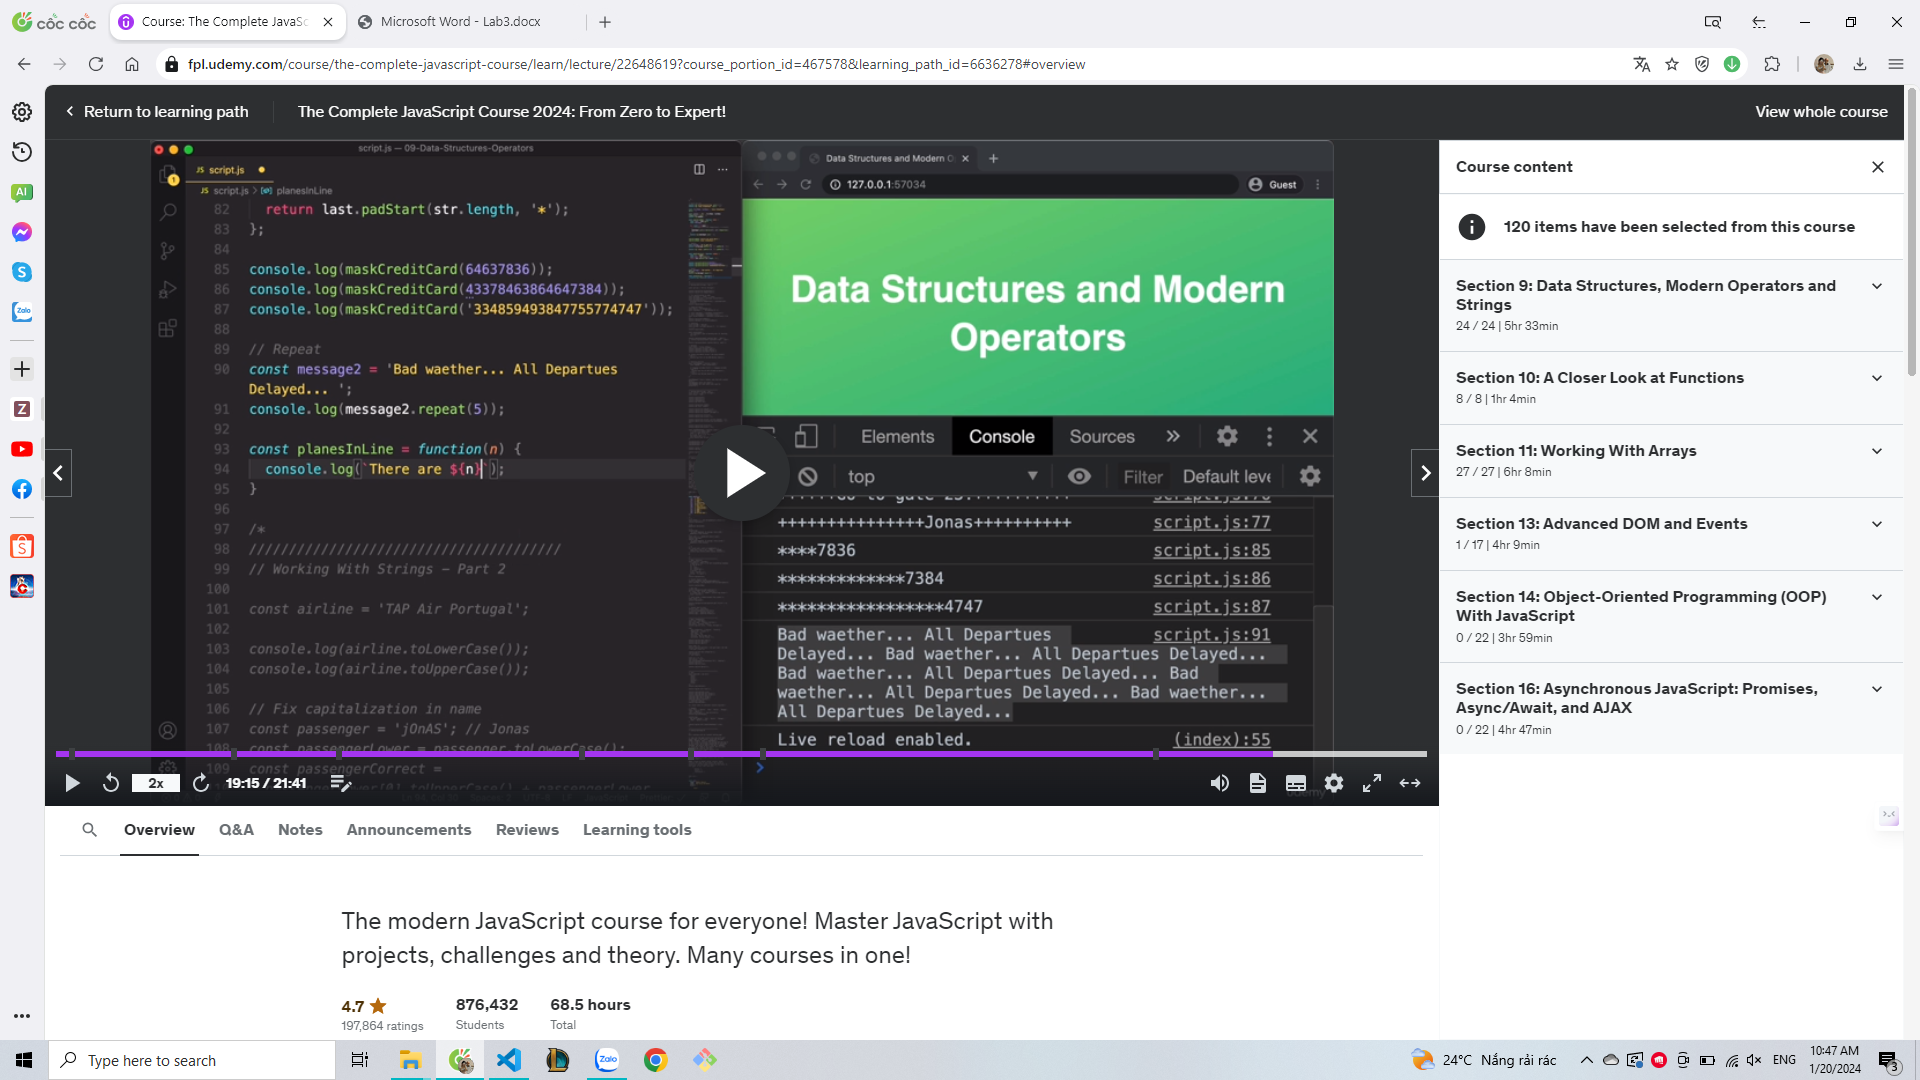 cốc cốc
Course: The Complete JavaSc
Microsoft Word - Lab3.docx
fpl.udemy.com/course/the-complete-javascript-course/learn/lecture/22648619?course_portion_id=467578&learning_path_id=6636278#overview
Return to learning path
The Complete JavaScript Course 2024: From Zero to Expert!
View whole course
script.js — 09-Data-Structures-Operators
JS script.js
JS script.js > planesInLine
82 return last.padStart(str.length, '*');
83 };
84
85 console.log(maskCreditCard(64637836));
86 console.log(maskCreditCard(43378463864647384));
87 console.log(maskCreditCard('334859493847755774747'));
88
89 // Repeat
90 const message2 = 'Bad waether... All Departues
Delayed... ';
91 console.log(message2.repeat(5));
92
93 const planesInLine = function(n) {
94 console.log(`There are ${n}`);
95 }
96
97 /*
98 ///////////////////////////////////////
99 // Working With Strings – Part 2
100
101 const airline = 'TAP Air Portugal';
102
103 console.log(airline.toLowerCase());
104 console.log(airline.toUpperCase());
105
106 // Fix capitalization in name
107 const passenger = 'jOnAS'; // Jonas
108 const passengerLower = passenger.toLowerCase();
109 const passengerCorrect =
Data Structures and Modern O
127.0.0.1:57034
Guest
Data Structures and Modern
Operators
Elements
Console
Sources
top
Filter
Default leve
+++++++++++++++Jonas++++++++++ script.js:77
****7836 script.js:85
*************7384 script.js:86
*****************4747 script.js:87
Bad waether... All Departues script.js:91
Delayed... Bad waether... All Departues Delayed...
Bad waether... All Departues Delayed... Bad
waether... All Departues Delayed... Bad waether...
All Departues Delayed...
Live reload enabled. (index):55
2x
19:15 / 21:41
Course content
120 items have been selected from this course
Section 9: Data Structures, Modern Operators and
Strings
24 / 24 | 5hr 33min
Section 10: A Closer Look at Functions
8 / 8 | 1hr 4min
Section 11: Working With Arrays
27 / 27 | 6hr 8min
Section 13: Advanced DOM and Events
1 / 17 | 4hr 9min
Section 14: Object-Oriented Programming (OOP)
With JavaScript
0 / 22 | 3hr 59min
Section 16: Asynchronous JavaScript: Promises,
Async/Await, and AJAX
0 / 22 | 4hr 47min
Overview
Q&A
Notes
Announcements
Reviews
Learning tools
The modern JavaScript course for everyone! Master JavaScript with
projects, challenges and theory. Many courses in one!
4.7
197,864 ratings
876,432
Students
68.5 hours
Total
Type here to search
24°C Nắng rải rác
ENG
10:47 AM
1/20/2024
3